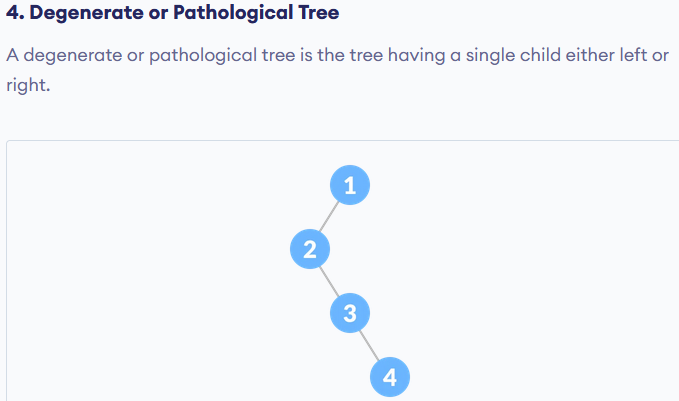 4. Degenerate or Pathological Tree
A degenerate or pathological tree is the tree having a single child either left or
right.
1
2
3
4